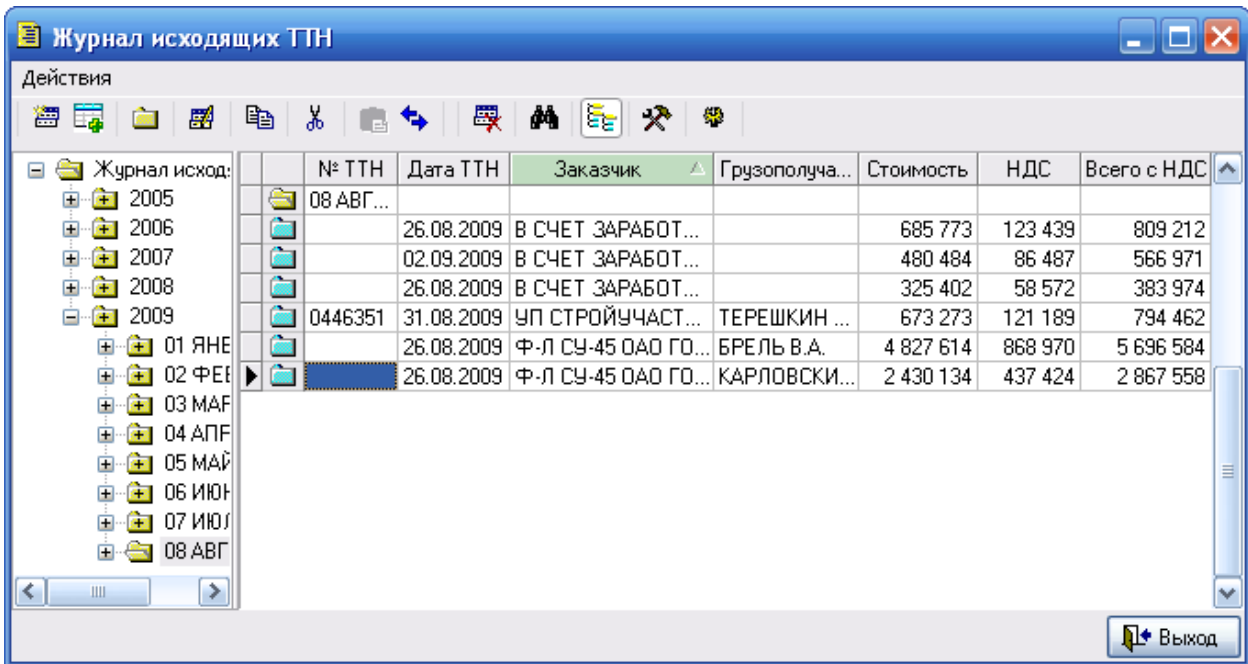 Журнал исходящих ТТН
Действия
Журнал исход
2005
2006
2007
2008
2009
01 ЯНЕ
02 ФЕЕ
03 МАР
04 АПР
05 МАЙ
06 ИЮН
07 ИЮЛ
08 АВГ
№ ТТН Дата ТТН Заказчик Грузополуча... Стоимость НДС Всего с НДС
08 АВГ...
26.08.2009 В СЧЕТ ЗАРАБОТ... 685 773 123 439 809 212
02.09.2009 В СЧЕТ ЗАРАБОТ... 480 484 86 487 566 971
26.08.2009 В СЧЕТ ЗАРАБОТ... 325 402 58 572 383 974
0446351 31.08.2009 УП СТРОЙУЧАСТ... ТЕРЕШКИН ... 673 273 121 189 794 462
26.08.2009 Ф-Л СУ-45 ОАО ГО... БРЕЛЬ В.А. 4 827 614 868 970 5 696 584
26.08.2009 Ф-Л СУ-45 ОАО ГО... КАРЛОВСКИ... 2 430 134 437 424 2 867 558
Выход